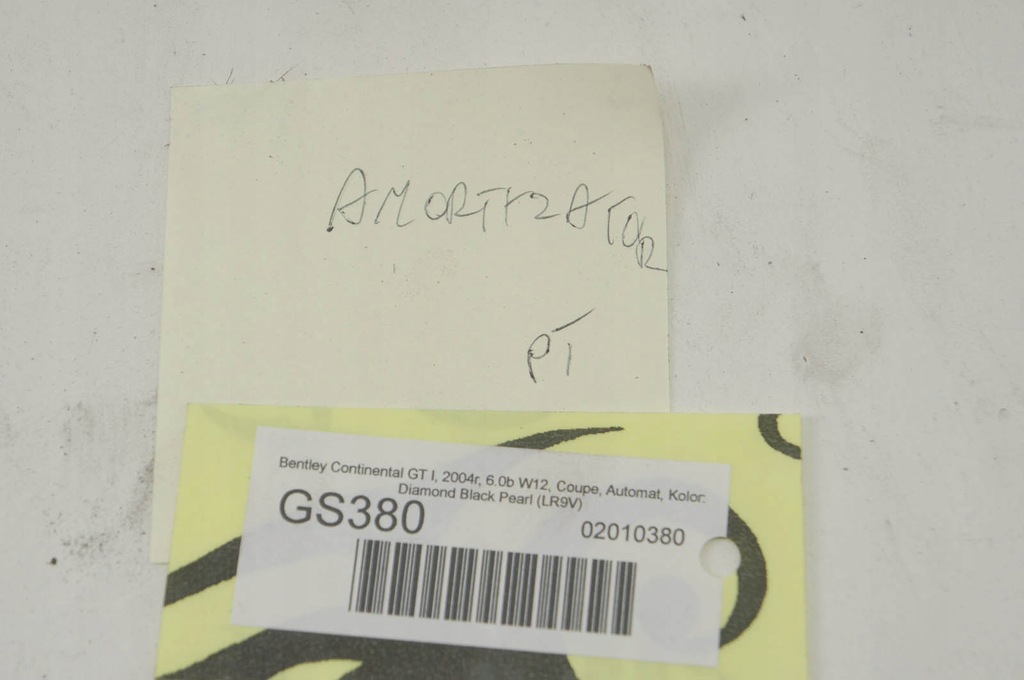 AMORTYZATOR
PT
Bentley Continental GT I, 2004r, 6.0b W12, Coupe, Automat, Kolor:
Diamond Black Pearl (LR9V)
GS380
02010380